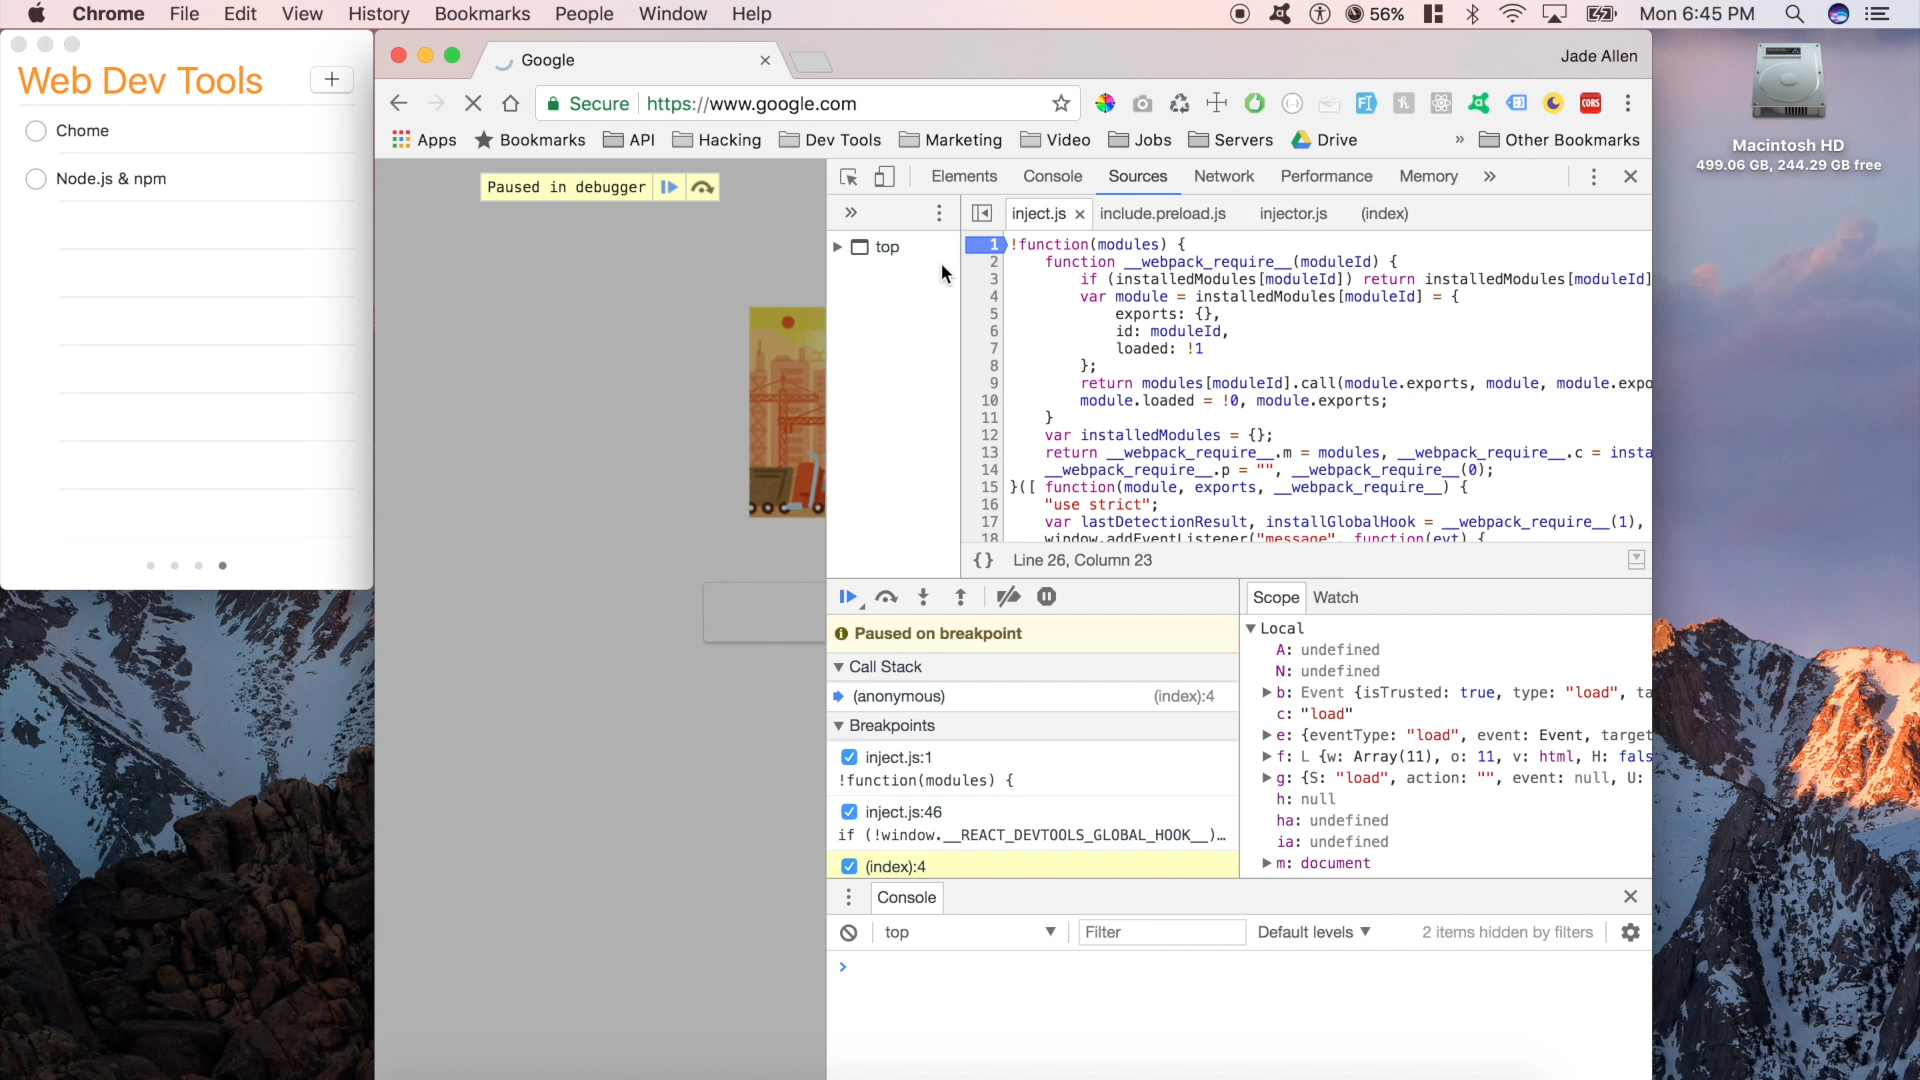 Chrome File Edit View History Bookmarks People Window Help
56% Mon 6:45 PM
Web Dev Tools
+
Chome
Node.js & npm
Google
Jade Allen
Secure https://www.google.com
FI
CORS
Apps Bookmarks API Hacking Dev Tools Marketing Video Jobs Servers Drive » Other Bookmarks
Macintosh HD
499.06 GB, 244.29 GB free
Paused in debugger
Elements Console Sources Network Performance Memory »
»
inject.js × include.preload.js injector.js (index)
top
1 !function(modules) {
2 function __webpack_require__(moduleId) {
3 if (installedModules[moduleId]) return installedModules[moduleId]
4 var module = installedModules[moduleId] = {
5 exports: {},
6 id: moduleId,
7 loaded: !1
8 };
9 return modules[moduleId].call(module.exports, module, module.expo
10 module.loaded = !0, module.exports;
11 }
12 var installedModules = {};
13 return __webpack_require__.m = modules, __webpack_require__.c = insta
14 __webpack_require__.p = "", __webpack_require__(0);
15 }([ function(module, exports, __webpack_require__) {
16 "use strict";
17 var lastDetectionResult, installGlobalHook = __webpack_require__(1),
18 window.addEventListener("message", function(evt) {
{} Line 26, Column 23
Paused on breakpoint
Call Stack
(anonymous) (index):4
Breakpoints
inject.js:1
!function(modules) {
inject.js:46
if (!window.__REACT_DEVTOOLS_GLOBAL_HOOK__)…
(index):4
Scope Watch
Local
A: undefined
N: undefined
b: Event {isTrusted: true, type: "load", ta
c: "load"
e: {eventType: "load", event: Event, target
f: L {w: Array(11), o: 11, v: html, H: fals
g: {S: "load", action: "", event: null, U:
h: null
ha: undefined
ia: undefined
m: document
Console
top Filter Default levels 2 items hidden by filters